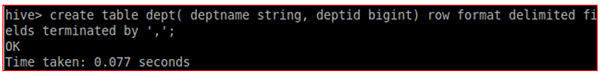 hive> create table dept( deptname string, deptid bigint) row format delimited fi
elds terminated by ',';
OK
Time taken: 0.077 seconds